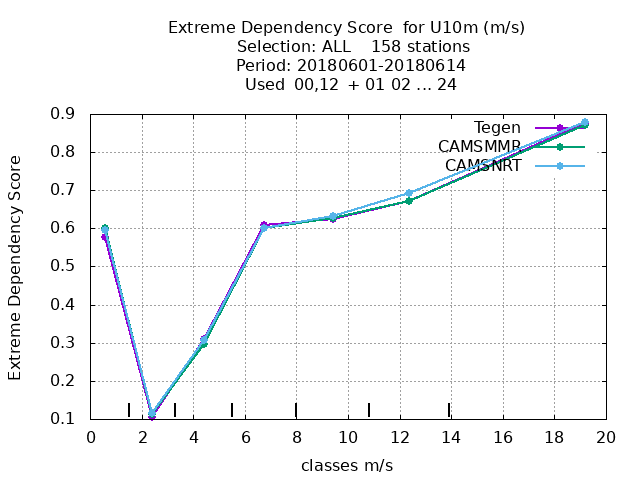 Extreme Dependency Score  for U10m (m/s)
Selection: ALL    158 stations
Period: 20180601-20180614
Used  00,12  + 01 02 ... 24
Extreme Dependency Score
0.9
0.8
0.7
0.6
0.5
0.4
0.3
0.2
0.1
Tegen
CAMSMMR
CAMSNRT
0 2 4 6 8 10 12 14 16 18 20
classes m/s